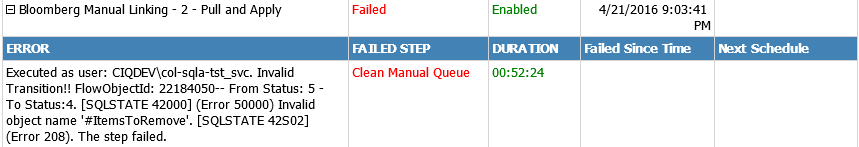 Bloomberg Manual Linking - 2 - Pull and Apply Failed Enabled 4/21/2016 9:03:41
PM
ERROR FAILED STEP DURATION Failed Since Time Next Schedule
Executed as user: CIQDEV\col-sqla-tst_svc. Invalid Clean Manual Queue 00:52:24
Transition!! FlowObjectId: 22184050-- From Status: 5 -
To Status:4. [SQLSTATE 42000] (Error 50000) Invalid
object name '#ItemsToRemove'. [SQLSTATE 42S02]
(Error 208). The step failed.